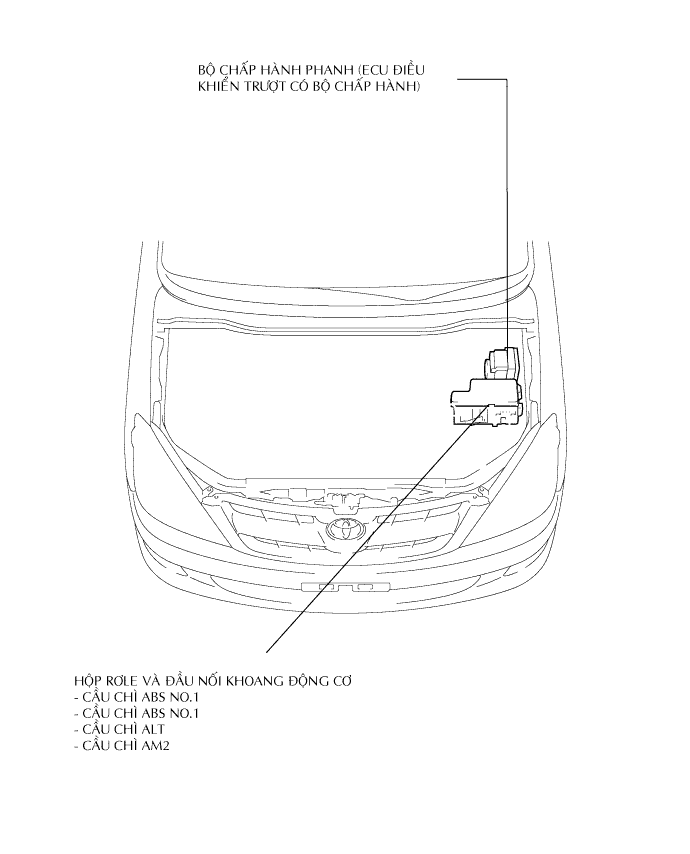 BỘ CHẤP HÀNH PHANH (ECU ĐIỀU
KHIỂN TRƯỢT CÓ BỘ CHẤP HÀNH)
HỘP RƠLE VÀ ĐẦU NỐI KHOANG ĐỘNG CƠ
- CẦU CHÌ ABS NO.1
- CẦU CHÌ ABS NO.1
- CẦU CHÌ ALT
- CẦU CHÌ AM2